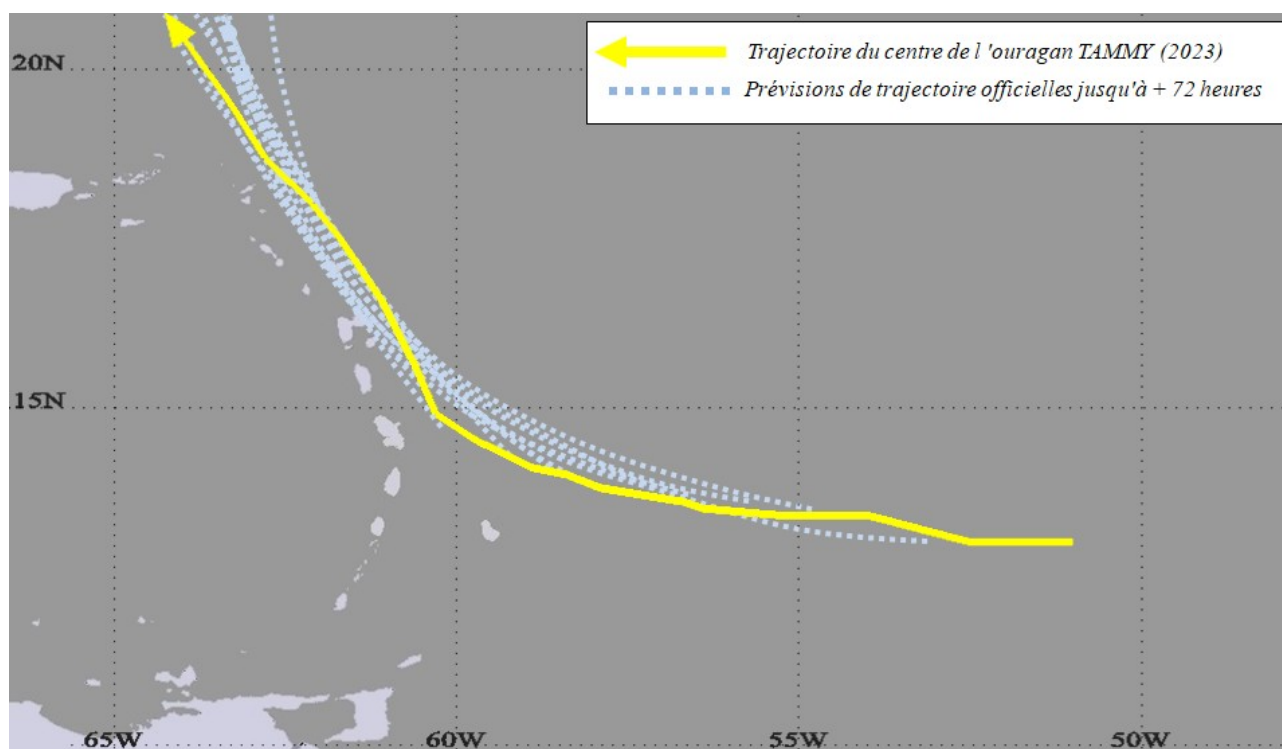 Trajectoire du centre de l 'ouragan TAMMY (2023)
Prévisions de trajectoire officielles jusqu'à + 72 heures
20N
15N
65W 60W 55W 50W